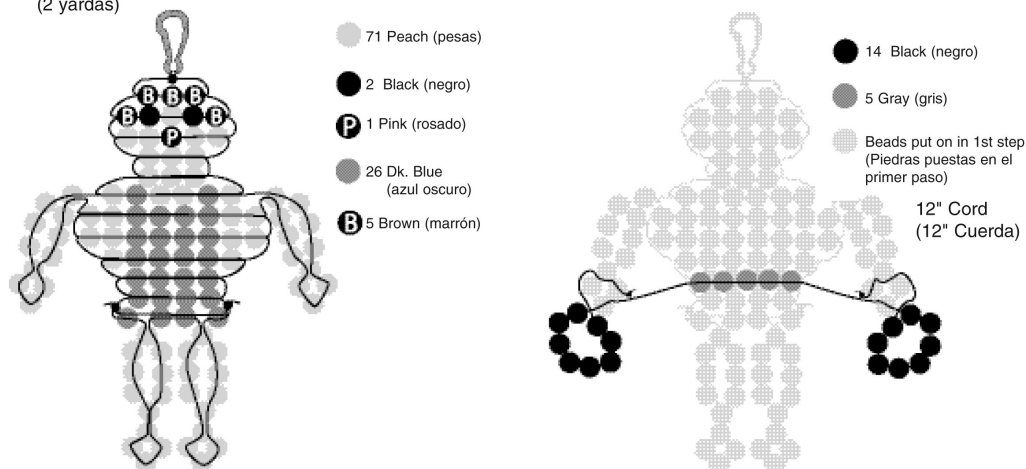 (2 yardas)
71 Peach (pesas)
2 Black (negro)
P 1 Pink (rosado)
26 Dk. Blue
(azul oscuro)
B 5 Brown (marrón)
B B B
B B
P
14 Black (negro)
5 Gray (gris)
Beads put on in 1st step
(Piedras puestas en el
primer paso)
12" Cord
(12" Cuerda)